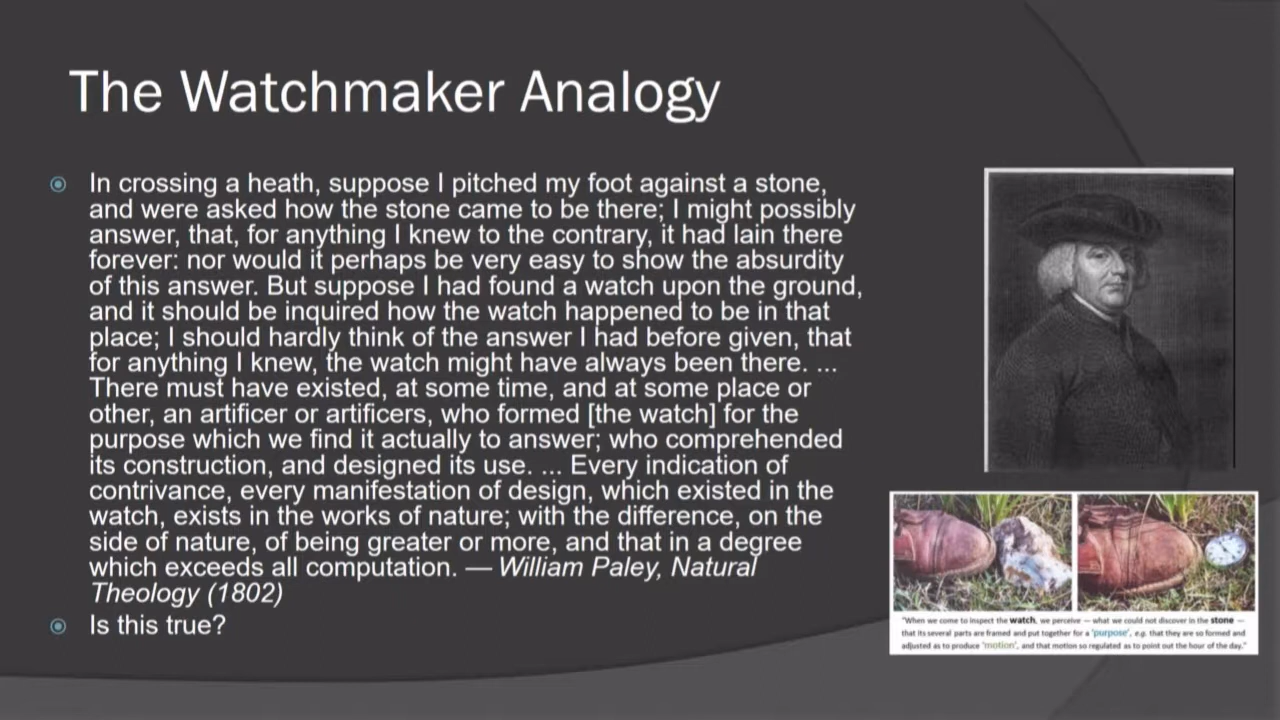 The Watchmaker Analogy
In crossing a heath, suppose I pitched my foot against a stone,
and were asked how the stone came to be there; I might possibly
answer, that, for anything I knew to the contrary, it had lain there
forever: nor would it perhaps be very easy to show the absurdity
of this answer. But suppose I had found a watch upon the ground,
and it should be inquired how the watch happened to be in that
place; I should hardly think of the answer I had before given, that
for anything I knew, the watch might have always been there. ...
There must have existed, at some time, and at some place or
other, an artificer or artificers, who formed [the watch] for the
purpose which we find it actually to answer; who comprehended
its construction, and designed its use. ... Every indication of
contrivance, every manifestation of design, which existed in the
watch, exists in the works of nature; with the difference, on the
side of nature, of being greater or more, and that in a degree
which exceeds all computation. — William Paley, Natural
Theology (1802)
Is this true?
"When we come to inspect the watch, we perceive — what we could not discover in the stone —
that its several parts are framed and put together for a 'purpose', e.g. that they are so formed and
adjusted as to produce 'motion', and that motion so regulated as to point out the hour of the day."